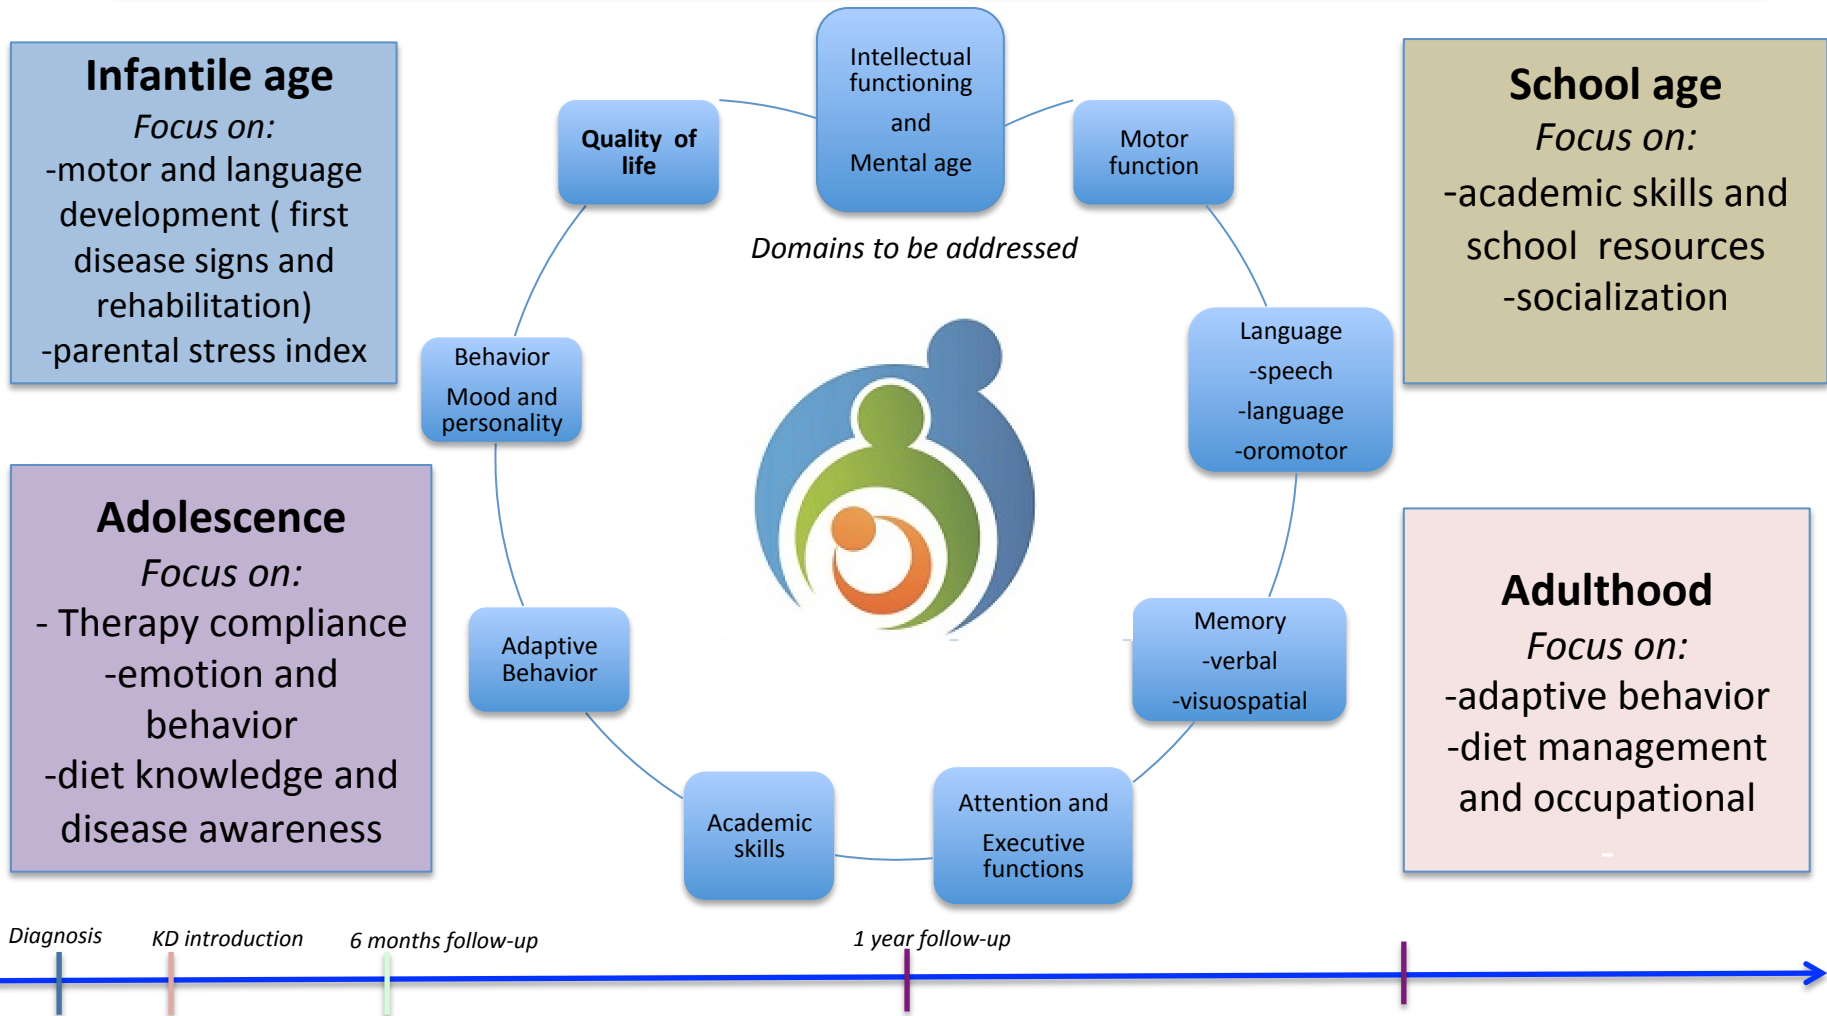 Infantile age
Focus on:
-motor and language
development ( first
disease signs and
rehabilitation)
-parental stress index
Intellectual
functioning
and
Mental age
Quality of
life
Motor
function
School age
Focus on:
-academic skills and
school resources
-socialization
Domains to be addressed
Language
-speech
-language
-oromotor
Behavior
Mood and
personality
Adolescence
Focus on:
- Therapy compliance
-emotion and
behavior
-diet knowledge and
disease awareness
Adaptive
Behavior
Memory
-verbal
-visuospatial
Adulthood
Focus on:
-adaptive behavior
-diet management
and occupational
-
Academic
skills
Attention and
Executive
functions
Diagnosis
KD introduction
6 months follow-up
1 year follow-up